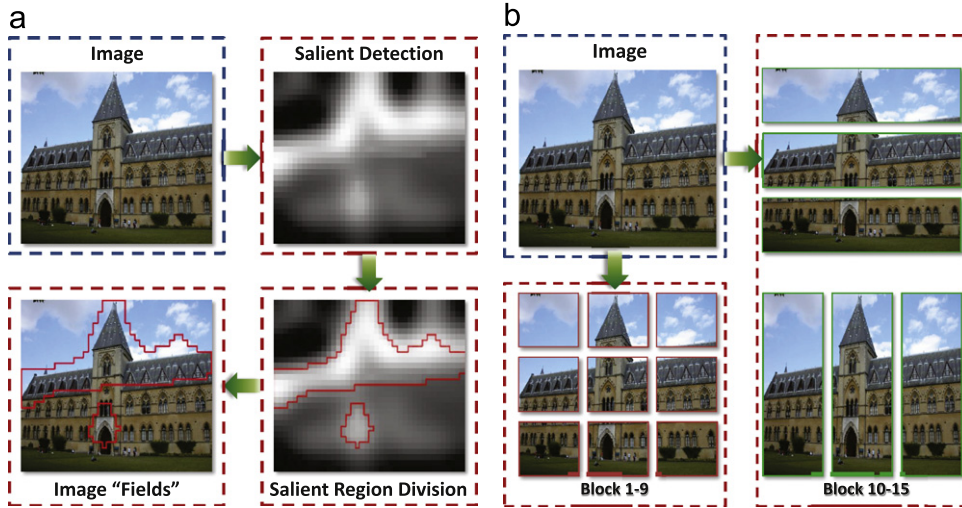 a
Image
Salient Detection
Image “Fields”
Salient Region Division
b
Image
Block 1-9
Block 10-15